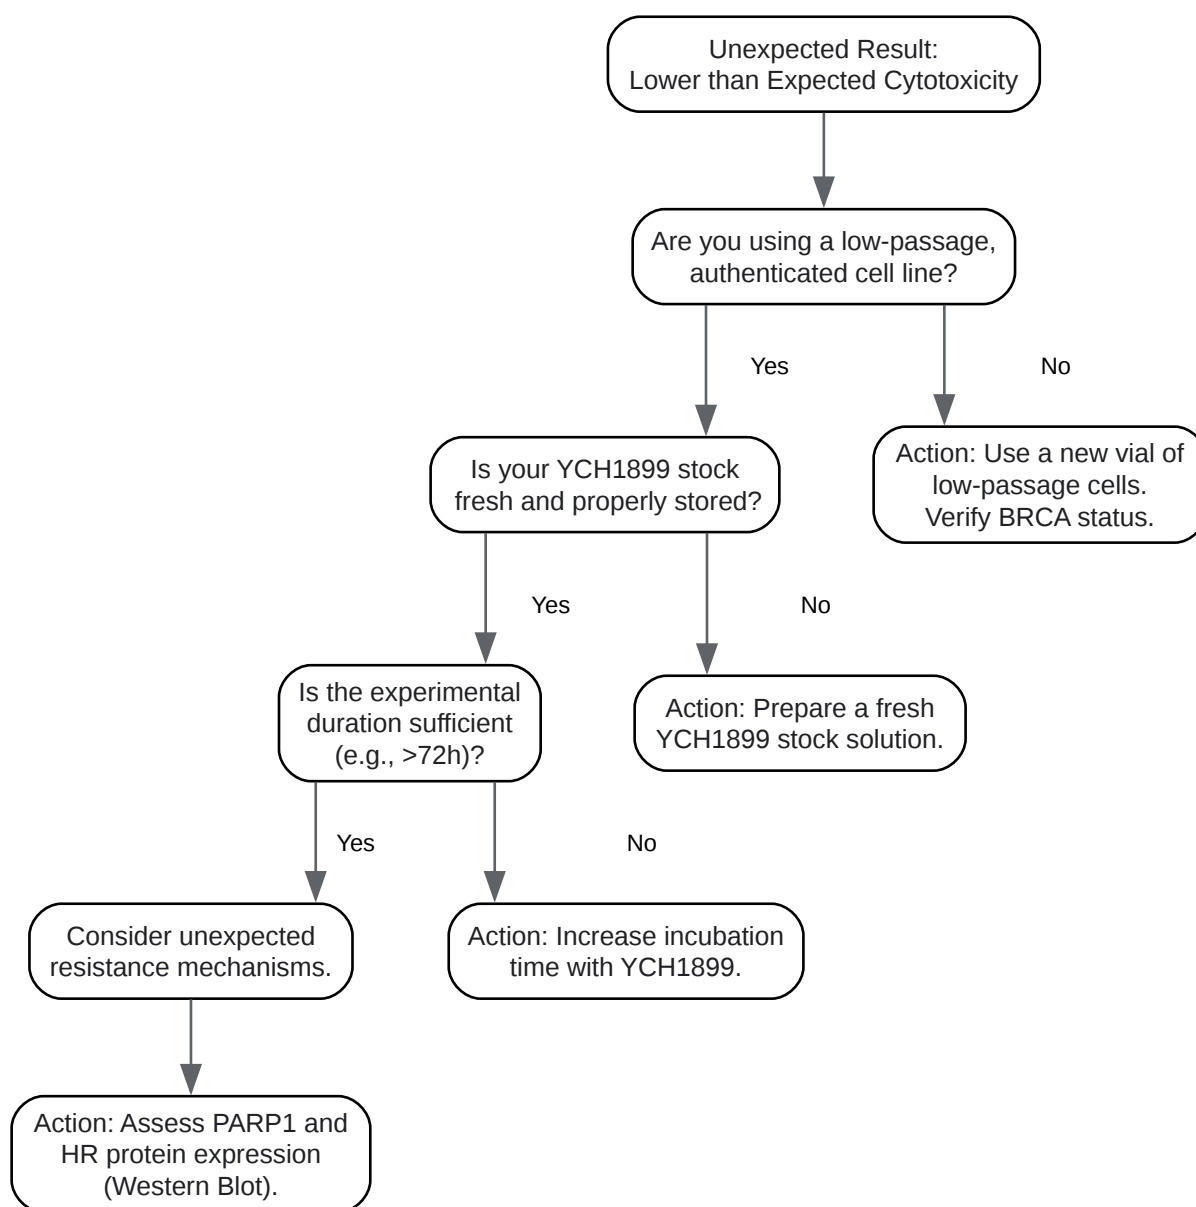 Unexpected Result:
Lower than Expected Cytotoxicity
Are you using a low-passage,
authenticated cell line?
Yes
No
Is your YCH1899 stock
fresh and properly stored?
Action: Use a new vial of
low-passage cells.
Verify BRCA status.
Yes
No
Is the experimental
duration sufficient
(e.g., >72h)?
Action: Prepare a fresh
YCH1899 stock solution.
Yes
No
Consider unexpected
resistance mechanisms.
Action: Increase incubation
time with YCH1899.
Action: Assess PARP1 and
HR protein expression
(Western Blot).